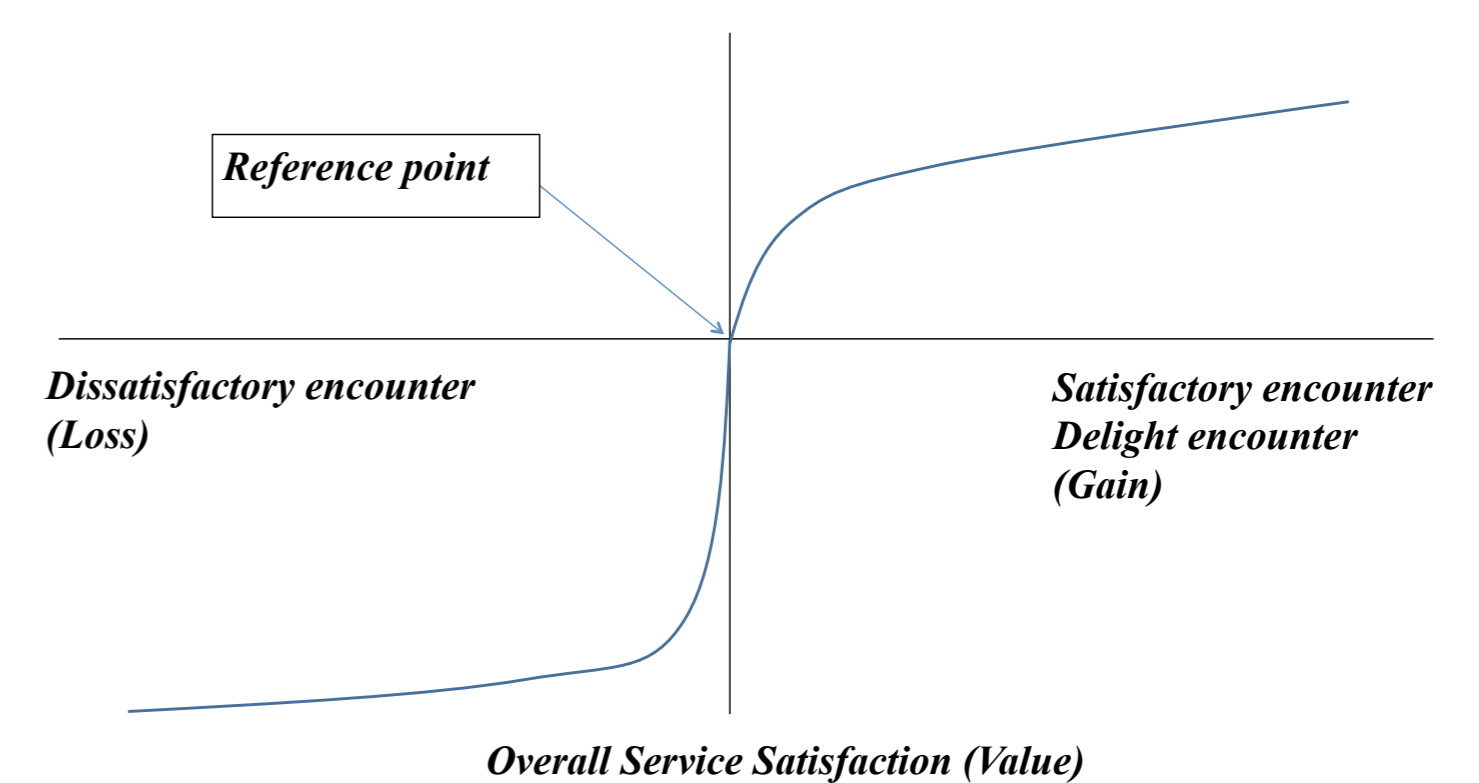 Reference point
Dissatisfactory encounter
(Loss)
Satisfactory encounter
Delight encounter
(Gain)
Overall Service Satisfaction (Value)